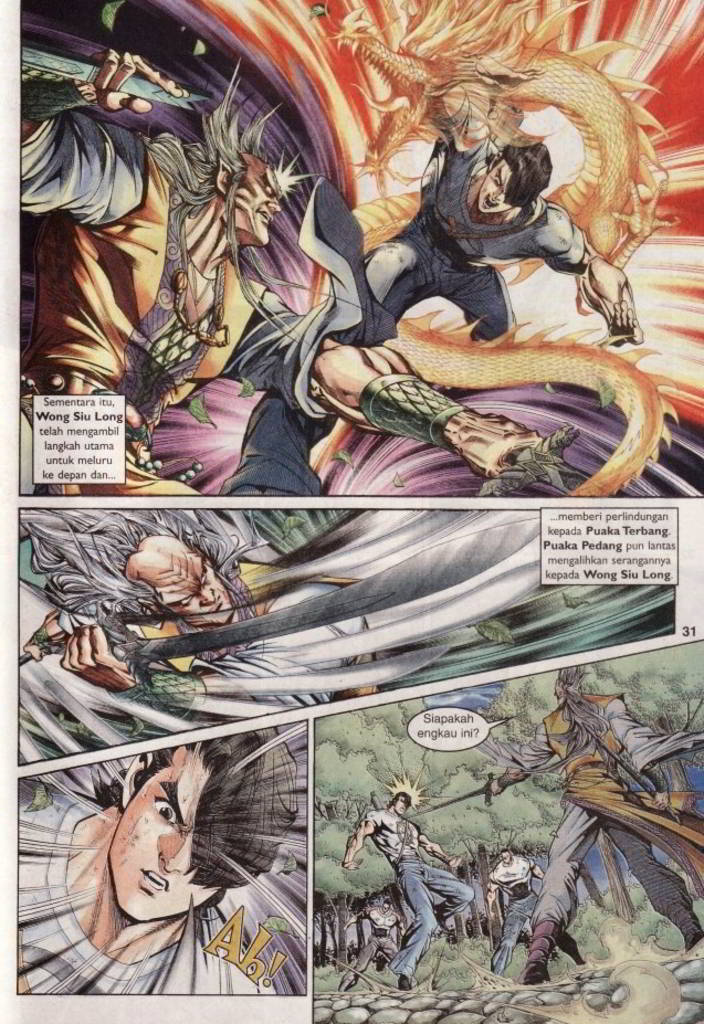 Sementara itu,
Wong Siu Long
telah mengambil
langkah utama
untuk meluru
ke depan dan...
...memberi perlindungan
kepada Puaka Terbang.
Puaka Pedang pun lantas
mengalihkan serangannya
kepada Wong Siu Long.
31
Siapakah
engkau ini?
Ah!